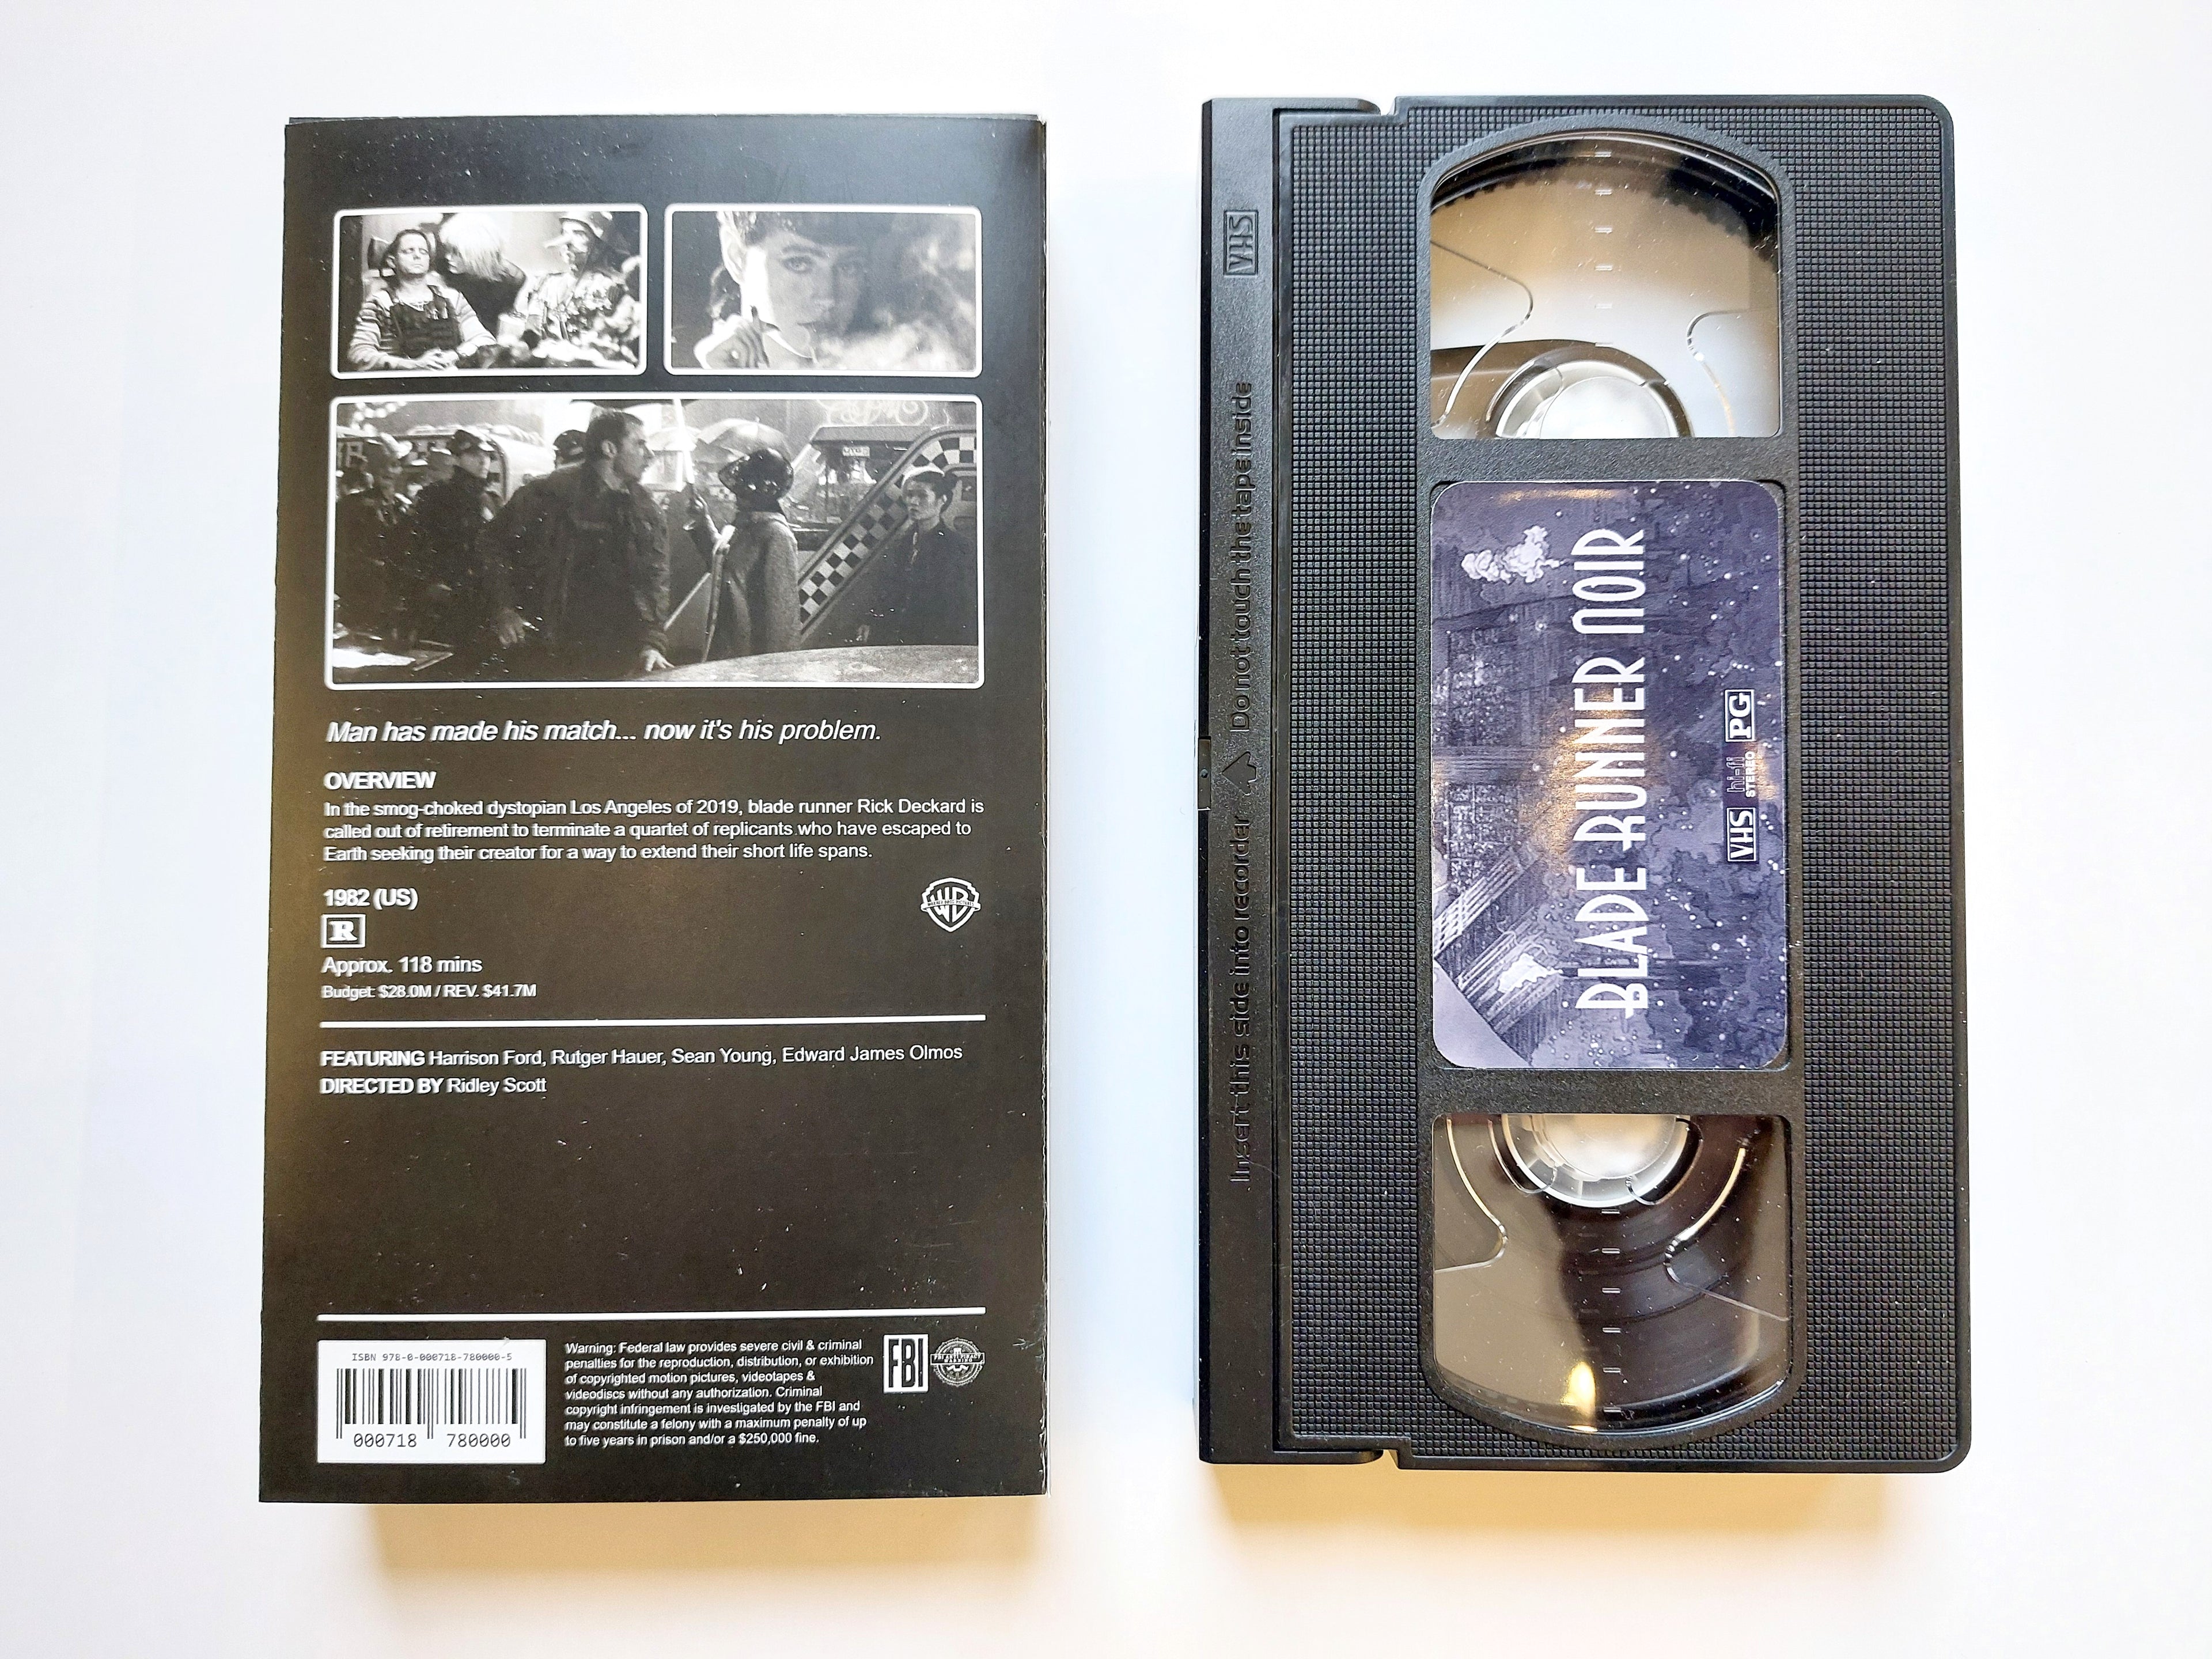 Man has made his match... now it's his problem.
OVERVIEW
In the smog-choked dystopian Los Angeles of 2019, blade runner Rick Deckard is
called out of retirement to terminate a quartet of replicants who have escaped to
Earth seeking their creator for a way to extend their short life spans.
1982 (US)
R
WB
Approx. 118 mins
Budget: $28.0M / REV. $41.7M
FEATURING Harrison Ford, Rutger Hauer, Sean Young, Edward James Olmos
DIRECTED BY Ridley Scott
ISBN 978-0-000718-780000-5
000718 780000
Warning: Federal law provides severe civil & criminal
penalties for the reproduction, distribution, or exhibition
of copyrighted motion pictures, videotapes &
videodiscs without any authorization. Criminal
copyright infringement is investigated by the FBI and
may constitute a felony with a maximum penalty of up
to five years in prison and/or a $250,000 fine.
FBI
VHS
Insert this side into recorder Do not touch the tape inside
BLADE RUNNER NOIR
VHS hi-fi STEREO PG